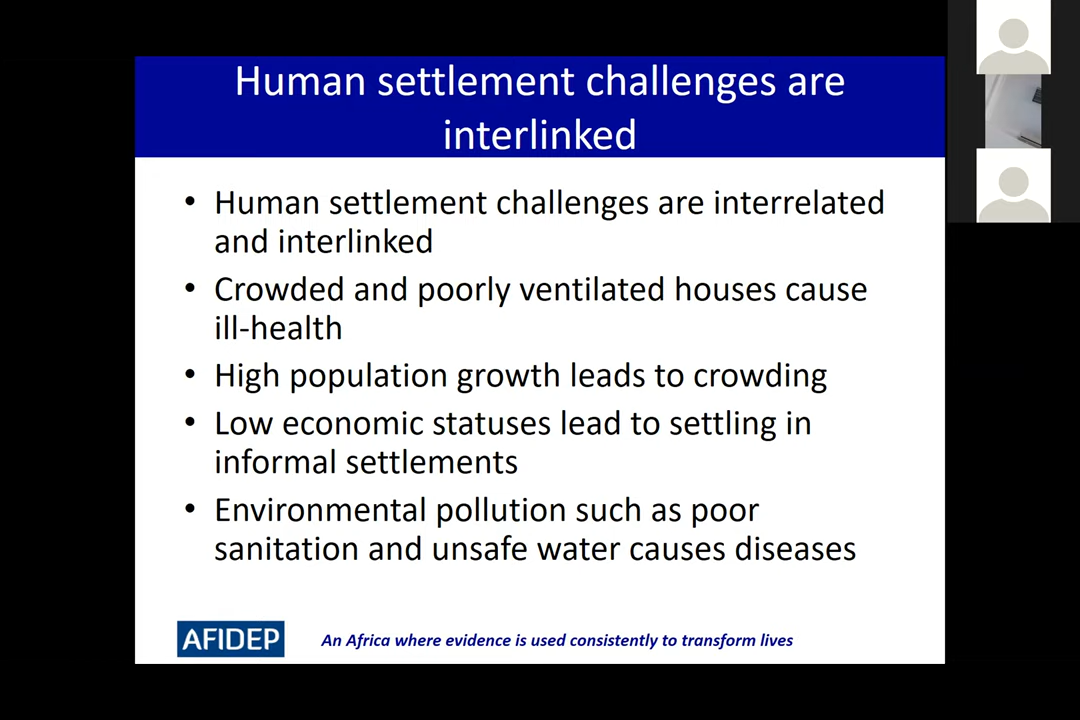 Human settlement challenges are
interlinked
• Human settlement challenges are interrelated
and interlinked
• Crowded and poorly ventilated houses cause
ill-health
• High population growth leads to crowding
• Low economic statuses lead to settling in
informal settlements
• Environmental pollution such as poor
sanitation and unsafe water causes diseases
AFIDEP
An Africa where evidence is used consistently to transform lives